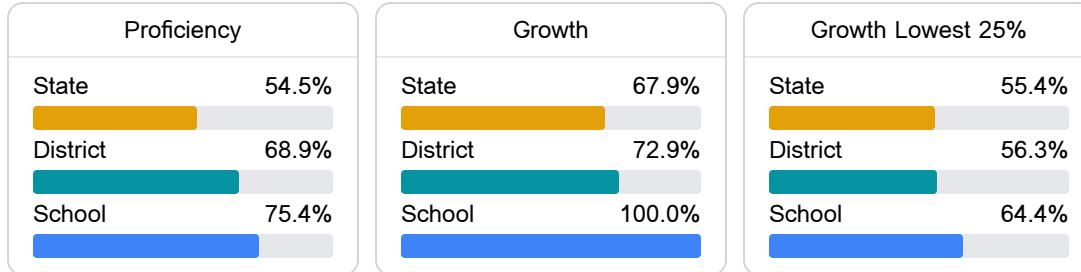 Proficiency
State 54.5%
District 68.9%
School 75.4%
Growth
State 67.9%
District 72.9%
School 100.0%
Growth Lowest 25%
State 55.4%
District 56.3%
School 64.4%